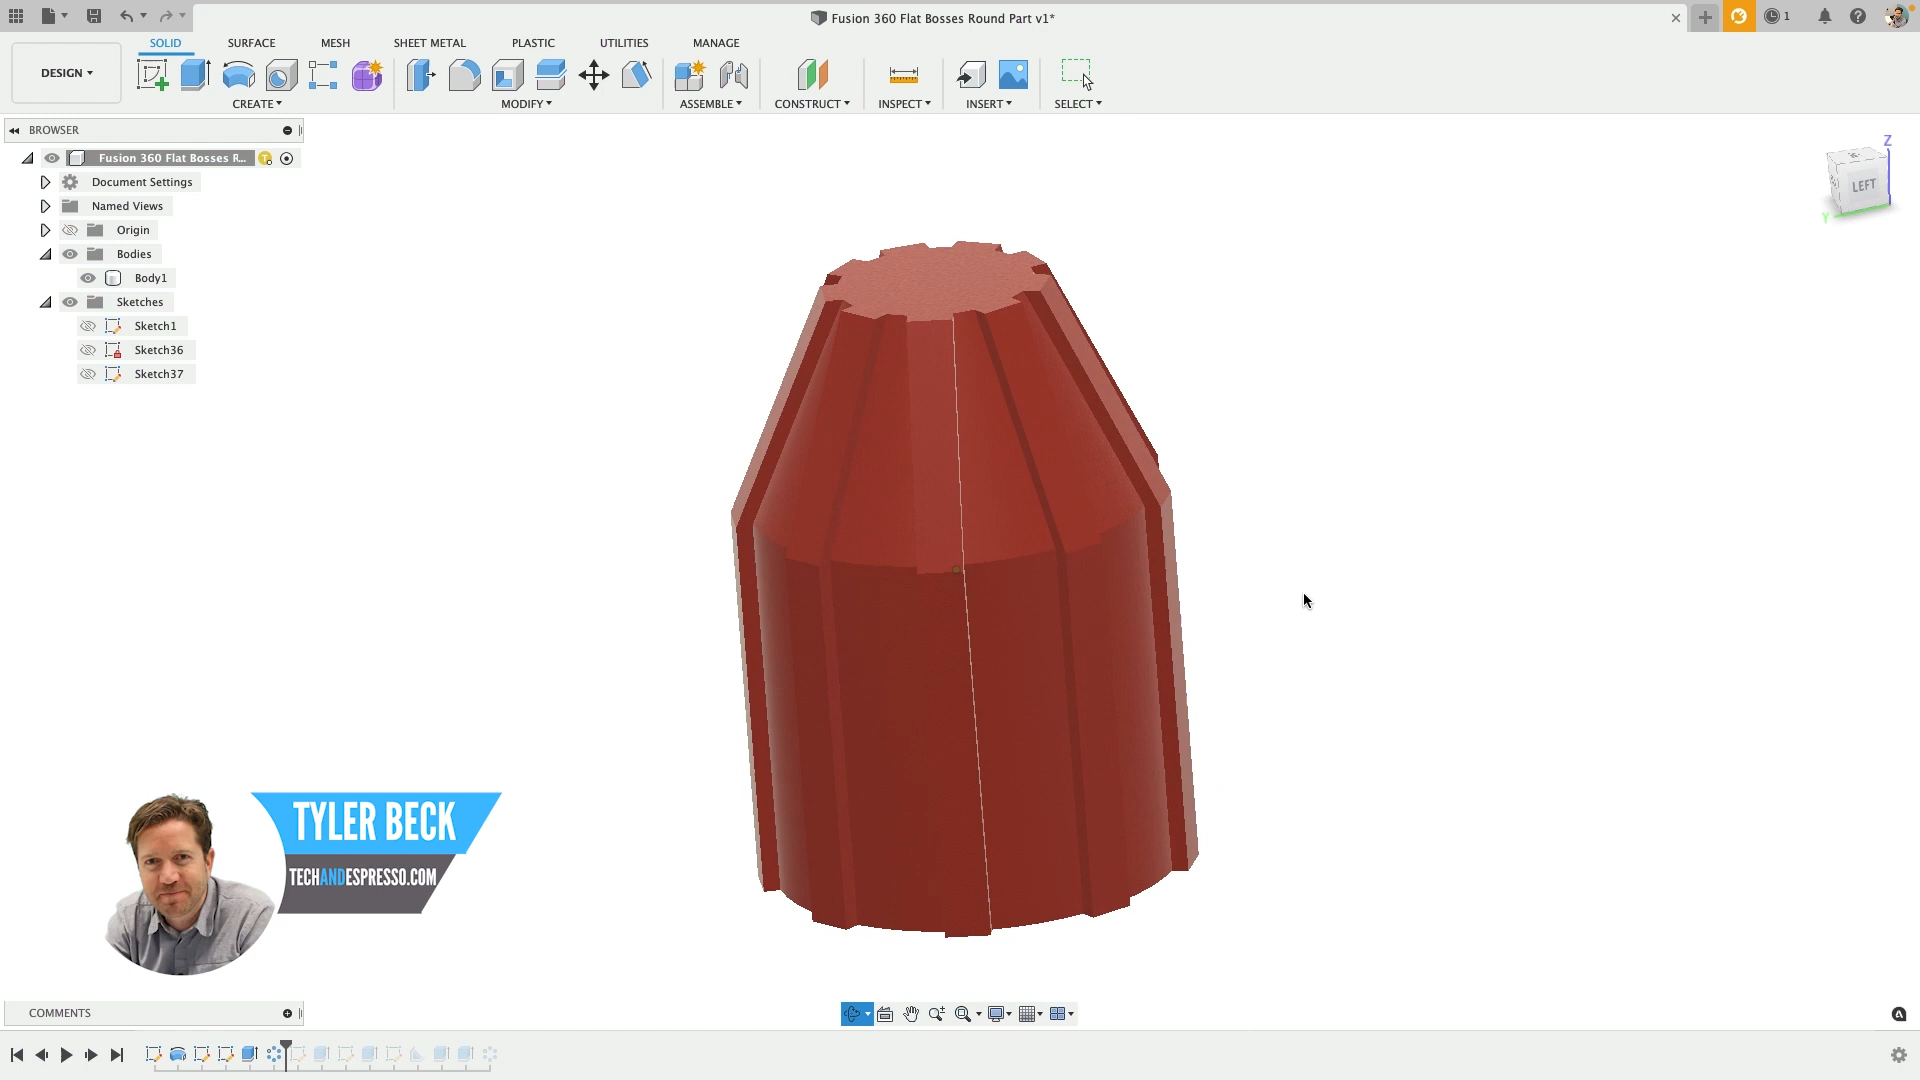 Fusion 360 Flat Bosses Round Part v1*
1
DESIGN
SOLID
SURFACE
MESH
SHEET METAL
PLASTIC
UTILITIES
MANAGE
CREATE
MODIFY
ASSEMBLE
CONSTRUCT
INSPECT
INSERT
SELECT
BROWSER
Fusion 360 Flat Bosses R...
Document Settings
Named Views
Origin
Bodies
Body1
Sketches
Sketch1
Sketch36
Sketch37
Z
LEFT
Y
TYLER BECK
TECHANDESPRESSO.COM
COMMENTS